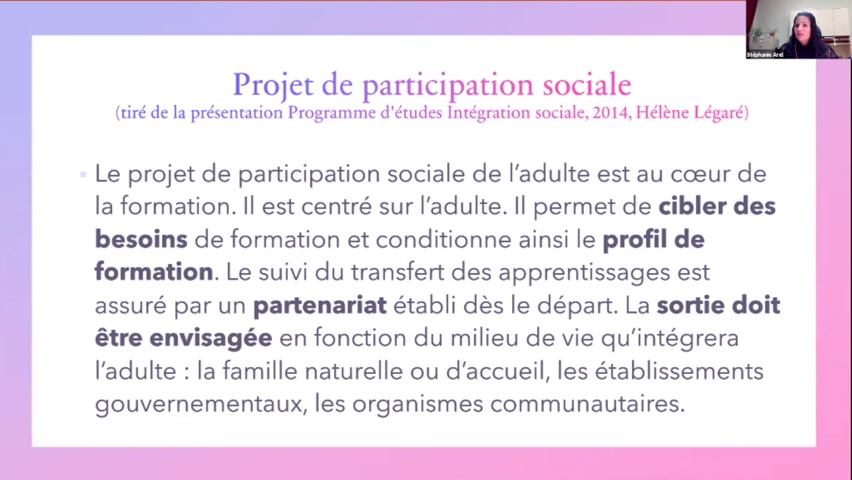 Projet de participation sociale
(tiré de la présentation Programme d'études Intégration sociale, 2014, Hélène Légaré)
Le projet de participation sociale de l’adulte est au cœur de
la formation. Il est centré sur l’adulte. Il permet de cibler des
besoins de formation et conditionne ainsi le profil de
formation. Le suivi du transfert des apprentissages est
assuré par un partenariat établi dès le départ. La sortie doit
être envisagée en fonction du milieu de vie qu’intégrera
l’adulte : la famille naturelle ou d’accueil, les établissements
gouvernementaux, les organismes communautaires.
Stéphanie Arel